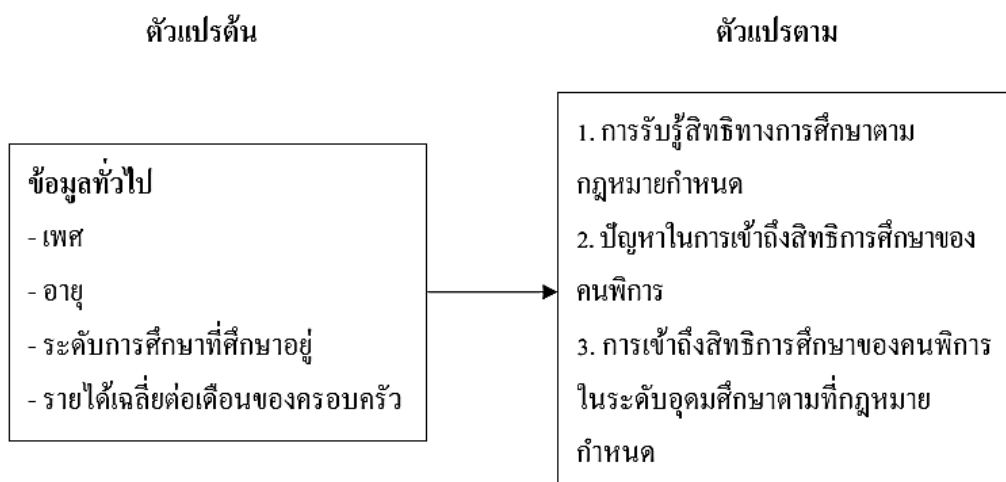 ตัวแปรต้น
ตัวแปรตาม
ข้อมูลทั่วไป
- เพศ
- อายุ
- ระดับการศึกษาที่ศึกษาอยู่
- รายได้เฉลี่ยต่อเดือนของครอบครัว
1. การรับรู้สิทธิทางการศึกษาตาม
กฎหมายกำหนด
2. ปัญหาในการเข้าถึงสิทธิการศึกษาของ
คนพิการ
3. การเข้าถึงสิทธิการศึกษาของคนพิการ
ในระดับอุดมศึกษาตามที่กฎหมาย
กำหนด